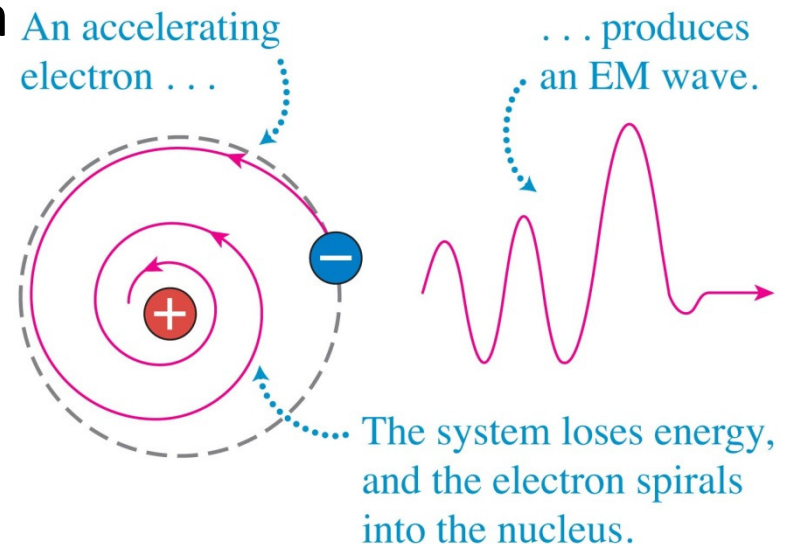 n
An accelerating
electron . . .
. . . produces
an EM wave.
−
+
The system loses energy,
and the electron spirals
into the nucleus.